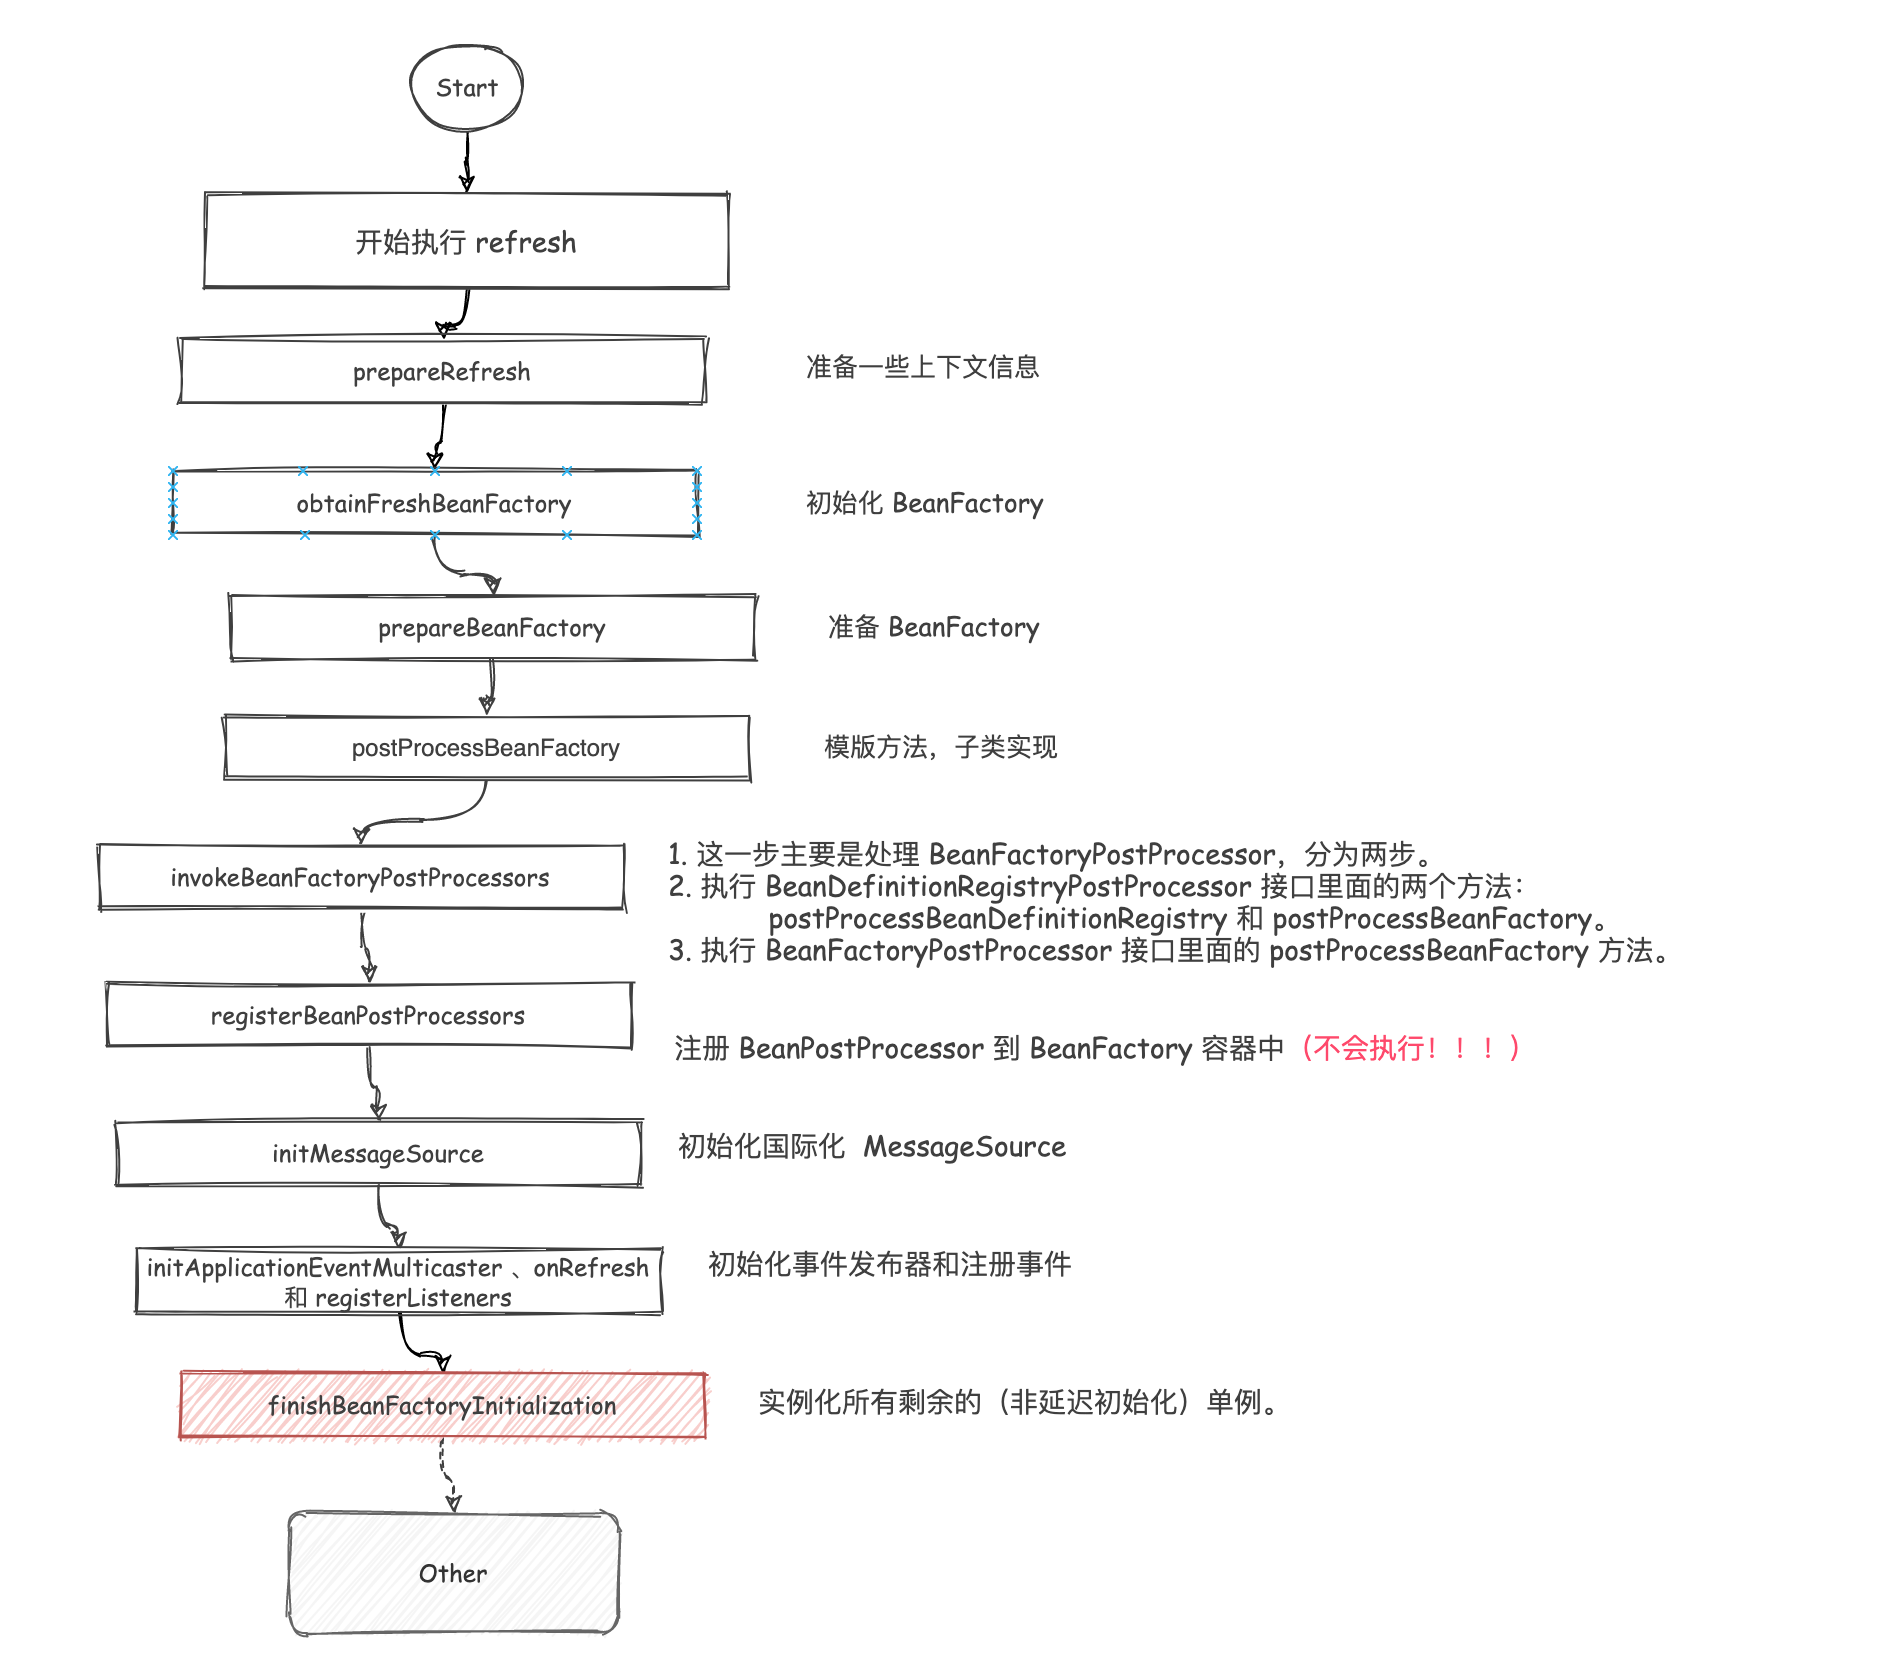 Start
开始执行 refresh
prepareRefresh
准备一些上下文信息
obtainFreshBeanFactory
初始化 BeanFactory
prepareBeanFactory
准备 BeanFactory
postProcessBeanFactory
模版方法，子类实现
invokeBeanFactoryPostProcessors
1. 这一步主要是处理 BeanFactoryPostProcessor，分为两步。
2. 执行 BeanDefinitionRegistryPostProcessor 接口里面的两个方法：
postProcessBeanDefinitionRegistry 和 postProcessBeanFactory。
3. 执行 BeanFactoryPostProcessor 接口里面的 postProcessBeanFactory 方法。
registerBeanPostProcessors
注册 BeanPostProcessor 到 BeanFactory 容器中（不会执行！！！）
initMessageSource
初始化国际化 MessageSource
initApplicationEventMulticaster 、onRefresh
和 registerListeners
初始化事件发布器和注册事件
finishBeanFactoryInitialization
实例化所有剩余的（非延迟初始化）单例。
Other